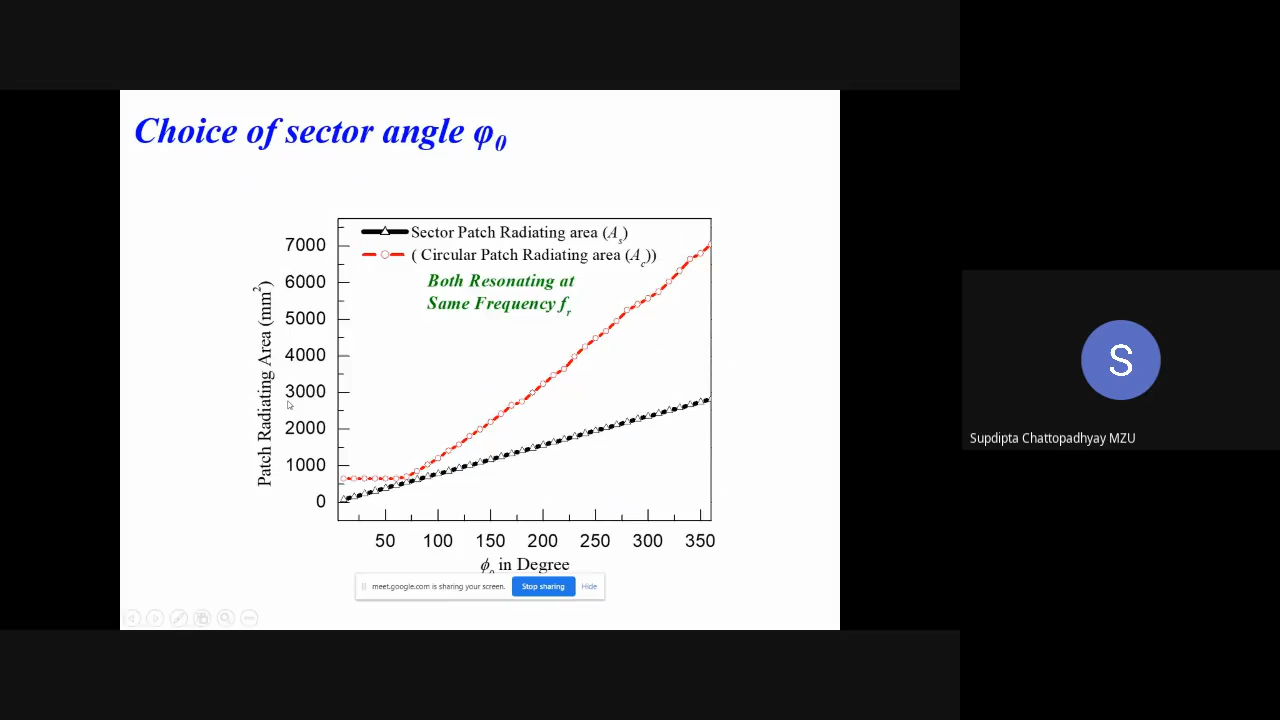 Choice of sector angle φ0
Sector Patch Radiating area (As)
( Circular Patch Radiating area (Ac))
Both Resonating at
Same Frequency fr
Patch Radiating Area (mm2)
7000
6000
5000
4000
3000
2000
1000
0
50 100 150 200 250 300 350
ϕo in Degree
meet.google.com is sharing your screen. Stop sharing Hide
S
Supdipta Chattopadhyay MZU